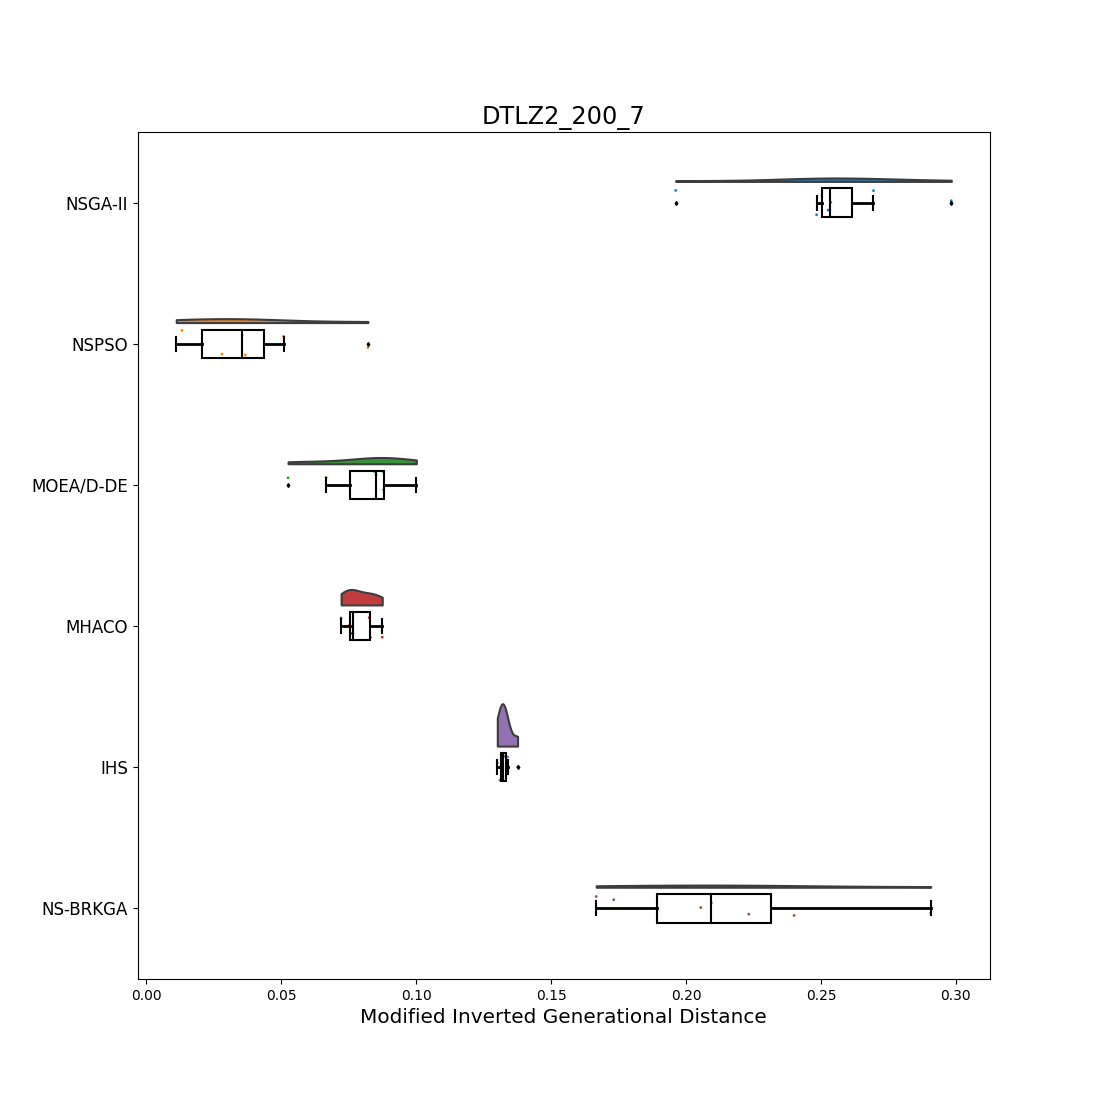 DTLZ2_200_7
NSGA-II
NSPSO
MOEA/D-DE
MHACO
IHS
NS-BRKGA
0.00 0.05 0.10 0.15 0.20 0.25 0.30
Modified Inverted Generational Distance